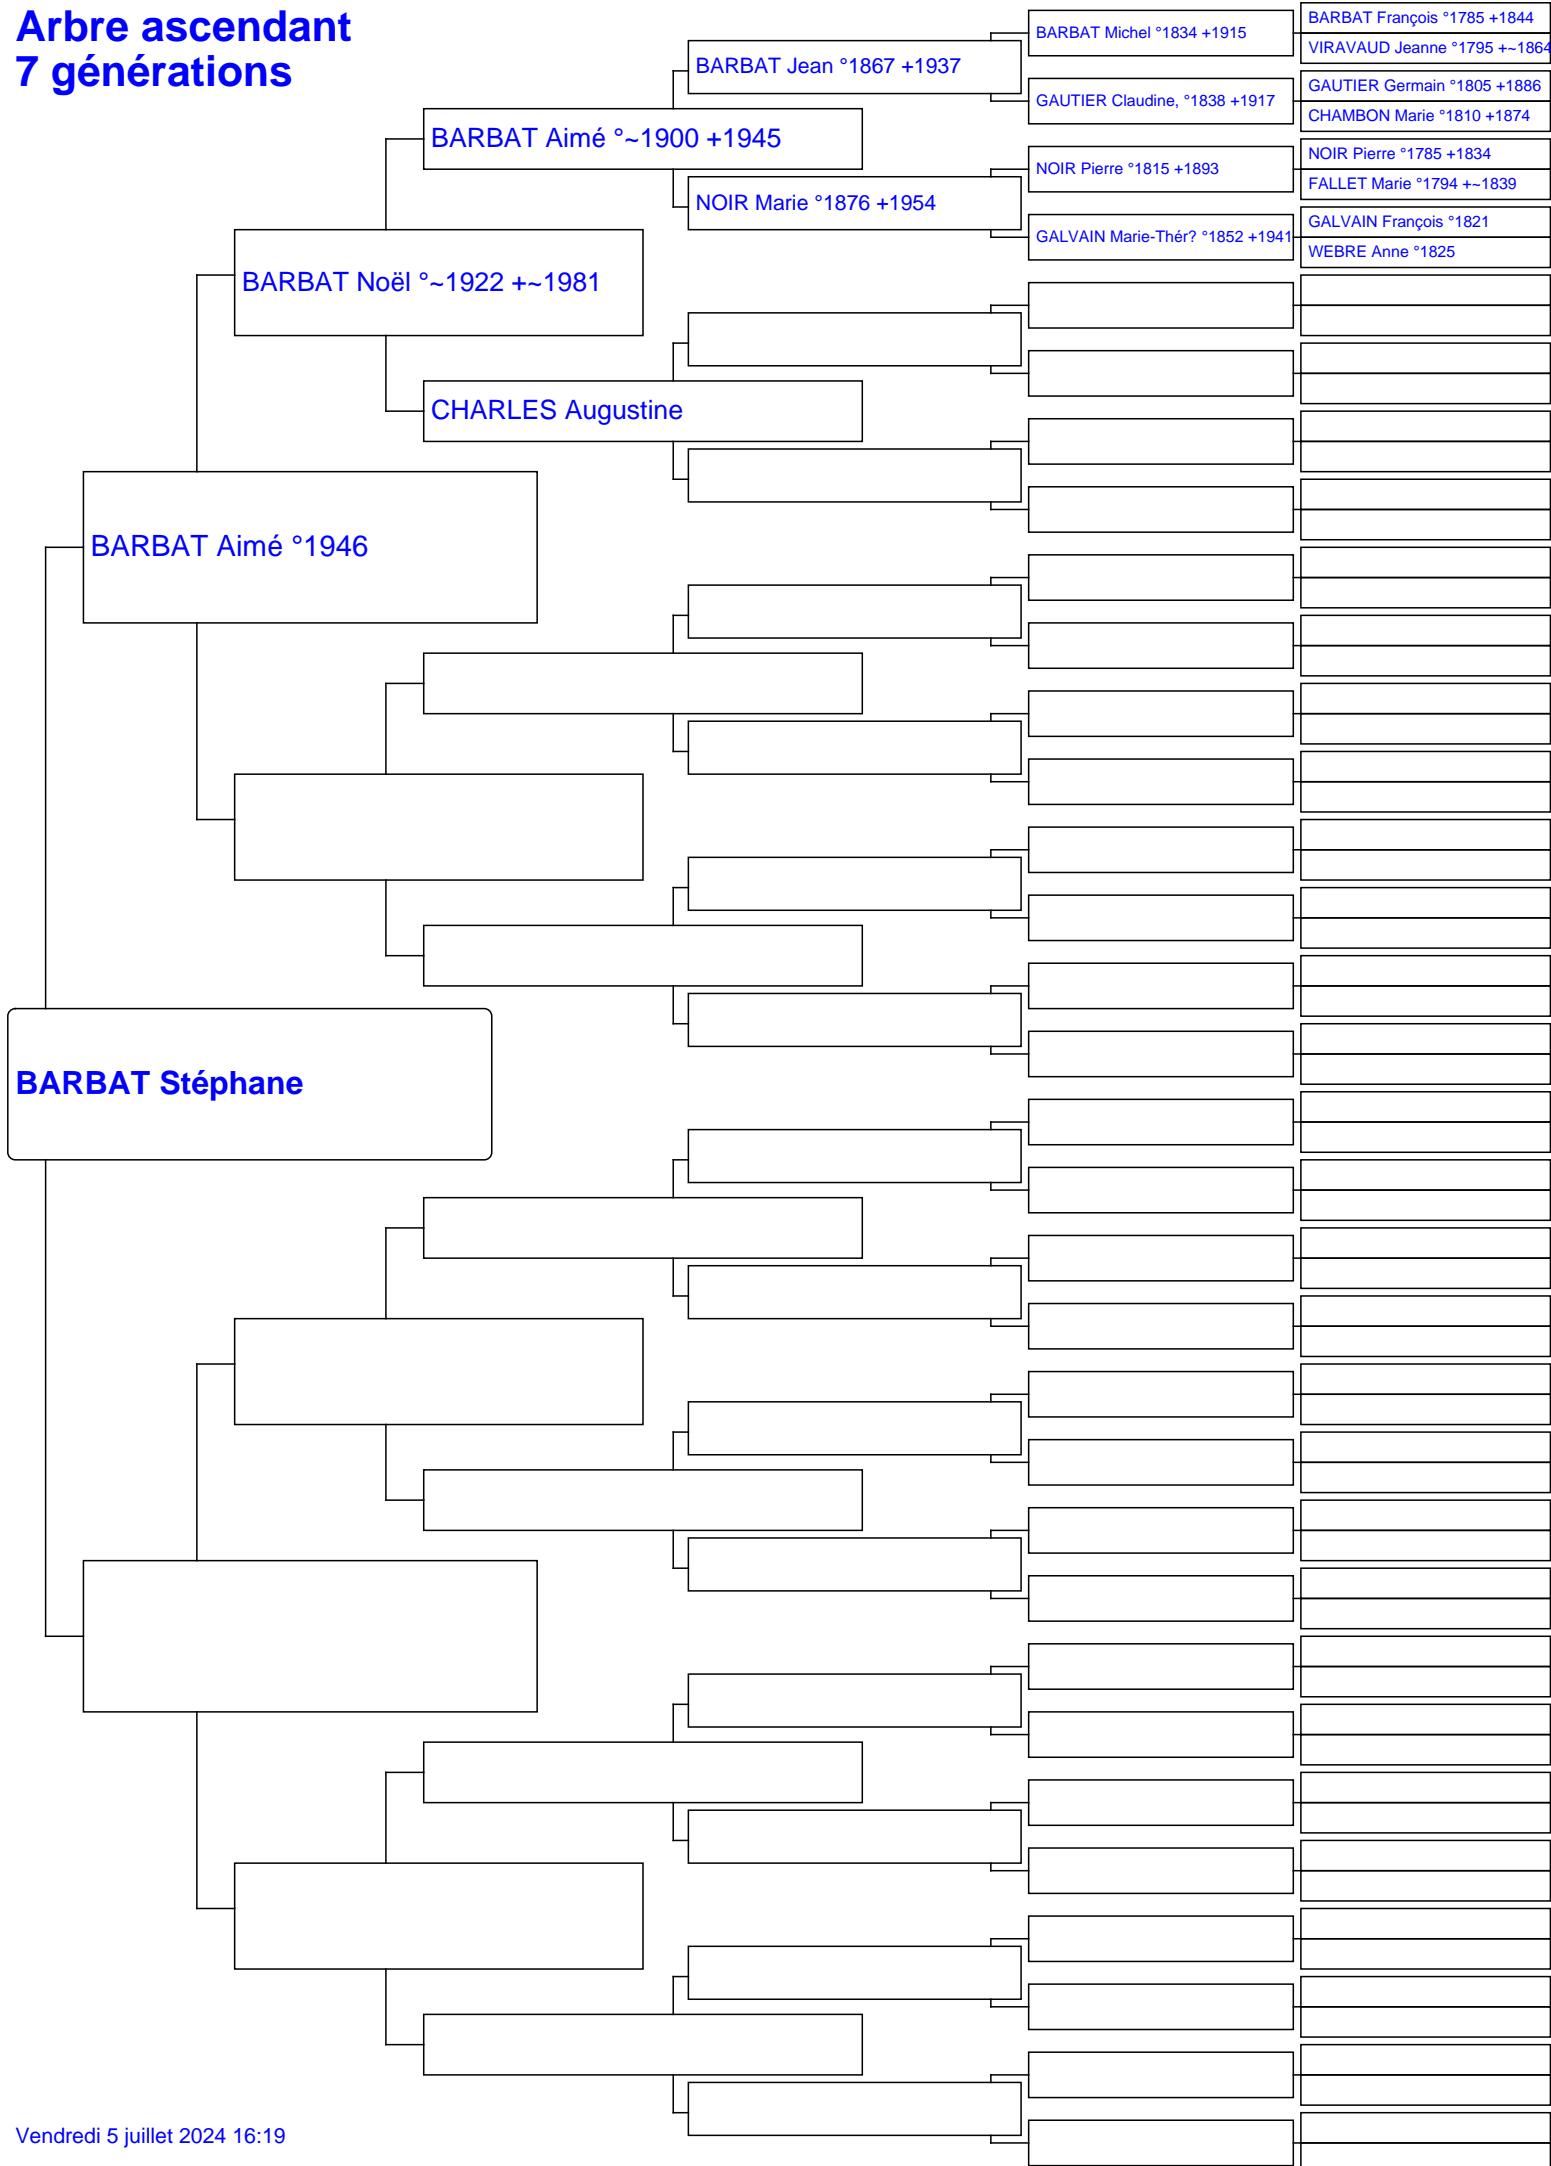 Arbre ascendant
7 générations
BARBAT François °1785 +1844
BARBAT Michel °1834 +1915
VIRAVAUD Jeanne °1795 +~1864
BARBAT Jean °1867 +1937
GAUTIER Germain °1805 +1886
GAUTIER Claudine, °1838 +1917
CHAMBON Marie °1810 +1874
BARBAT Aimé °~1900 +1945
NOIR Pierre °1785 +1834
NOIR Pierre °1815 +1893
FALLET Marie °1794 +~1839
NOIR Marie °1876 +1954
GALVAIN François °1821
GALVAIN Marie-Thér? °1852 +1941
WEBRE Anne °1825
BARBAT Noël °~1922 +~1981
CHARLES Augustine
BARBAT Aimé °1946
BARBAT Stéphane
Vendredi 5 juillet 2024 16:19